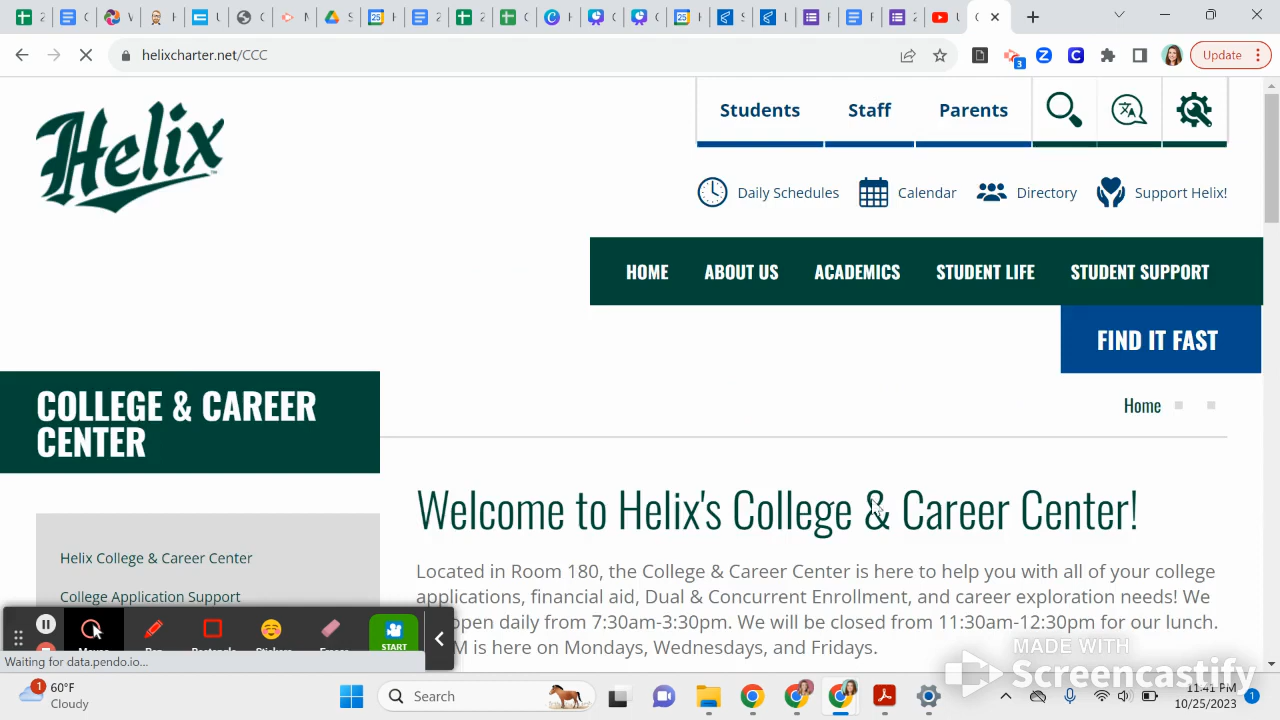 helixcharter.net/CCC
3
Update
Helix
Students
Staff
Parents
Daily Schedules
Calendar
Directory
Support Helix!
HOME
ABOUT US
ACADEMICS
STUDENT LIFE
STUDENT SUPPORT
FIND IT FAST
Home
COLLEGE & CAREER
CENTER
Welcome to Helix's College & Career Center!
Located in Room 180, the College & Career Center is here to help you with all of your college
applications, financial aid, Dual & Concurrent Enrollment, and career exploration needs! We
open daily from 7:30am-3:30pm. We will be closed from 11:30am-12:30pm for our lunch.
is here on Mondays, Wednesdays, and Fridays.
Helix College & Career Center
College Application Support
START
Waiting for data.pendo.io...
MADE WITH
Screencastify
1
60°F
Cloudy
Search
11:41 PM
10/25/2023
1